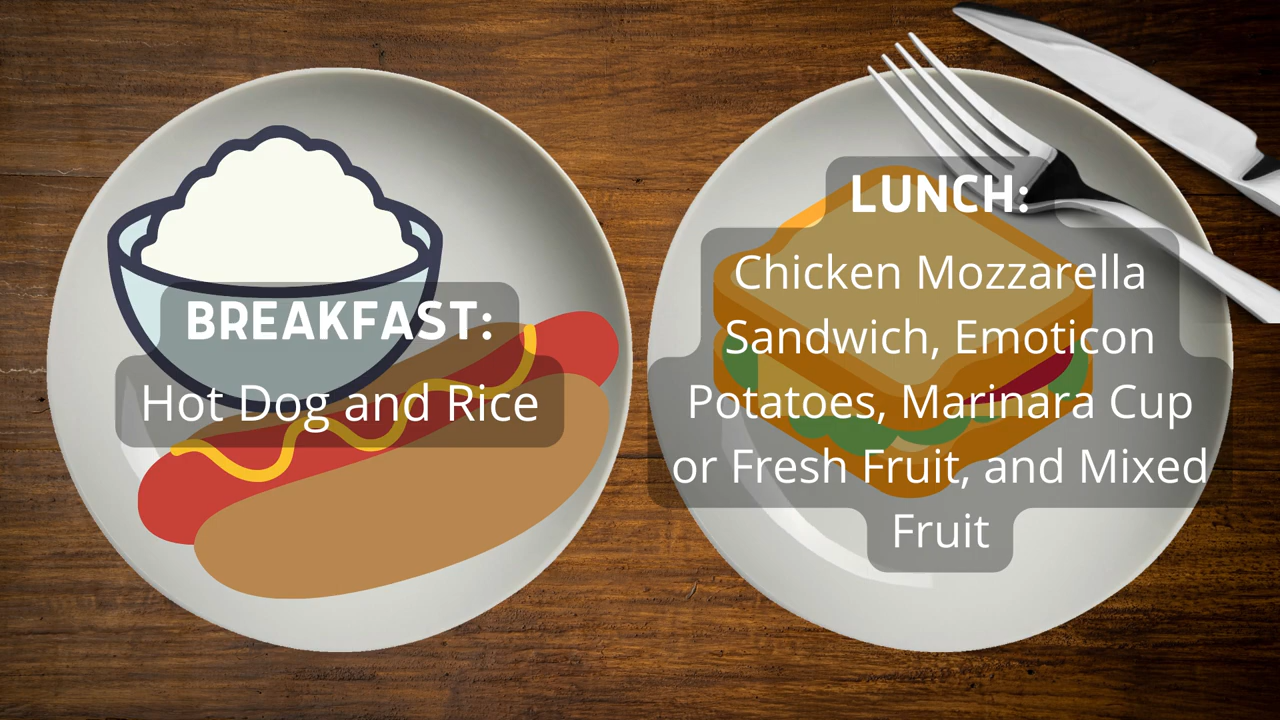 BREAKFAST:
Hot Dog and Rice
LUNCH:
Chicken Mozzarella
Sandwich, Emoticon
Potatoes, Marinara Cup
or Fresh Fruit, and Mixed
Fruit